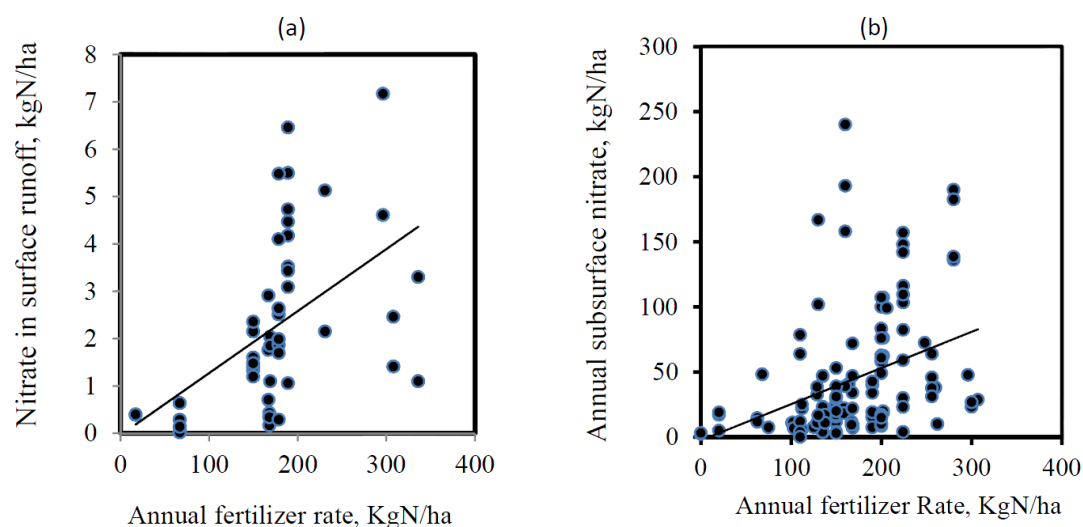 (a)
Nitrate in surface runoff, kgN/ha
8
7
6
5
4
3
2
1
0
0 100 200 300 400
Annual fertilizer rate, KgN/ha
(b)
Annual subsurface nitrate, kgN/ha
300
250
200
150
100
50
0
0 100 200 300 400
Annual fertilizer Rate, KgN/ha